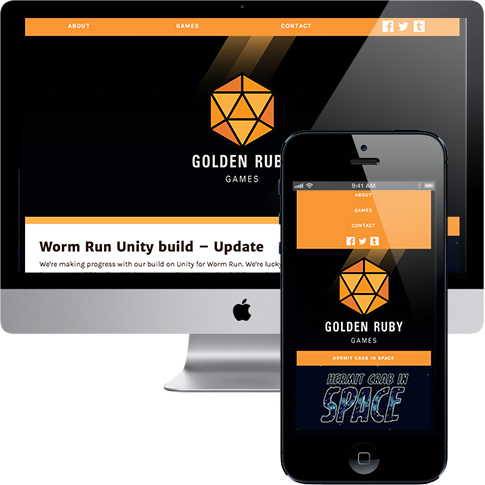 ABOUT
GAMES
CONTACT
GOLDEN RUBY
GAMES
Worm Run Unity build – Update
We're making progress with our build on Unity for Worm Run. We're lucky
9:41 AM
ABOUT
GAMES
CONTACT
GOLDEN RUBY
GAMES
HERMIT CRAB IN SPACE
HERMIT CRAB IN
SPACE